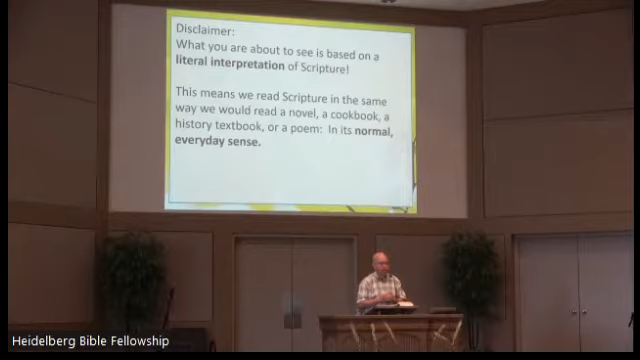 Disclaimer:
What you are about to see is based on a
literal interpretation of Scripture!
This means we read Scripture in the same
way we would read a novel, a cookbook, a
history textbook, or a poem: In its normal,
everyday sense.
Heidelberg Bible Fellowship